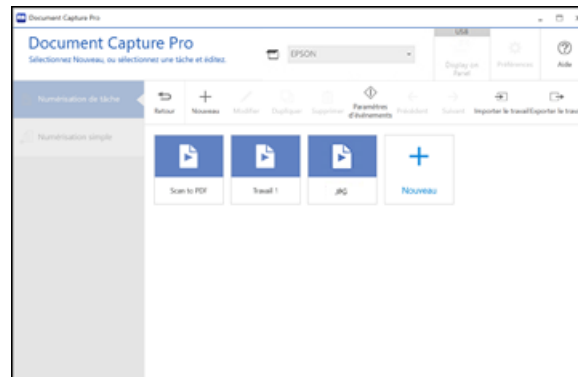 Document Capture Pro
Document Capture Pro
Sélectionnez Nouveau, ou sélectionnez une tâche et éditez.
EPSON
USB
Display on
Panel
Préférences
Aide
Numérisation de tâche
Numérisation simple
Retour
Nouveau
Modifier
Dupliquer
Supprimer
Paramètres
d'événements
Précédent
Suivant
Importer le travail
Exporter le trav
Scan to PDF
Travail 1
JPG
Nouveau